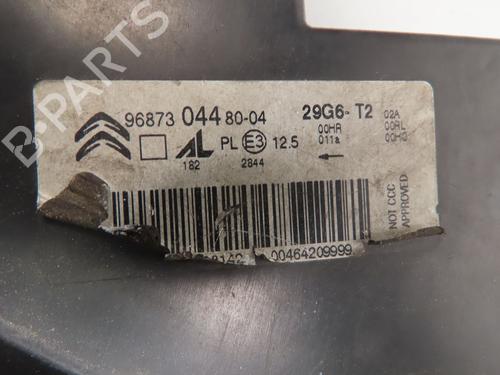 96873 044 80-04
29G6-T2
00HR
011a
02A
00RL
00HG
AL
PL E3 12.5
182
2844
NOT CCC
APPROVED
00464209999
B-PARTS